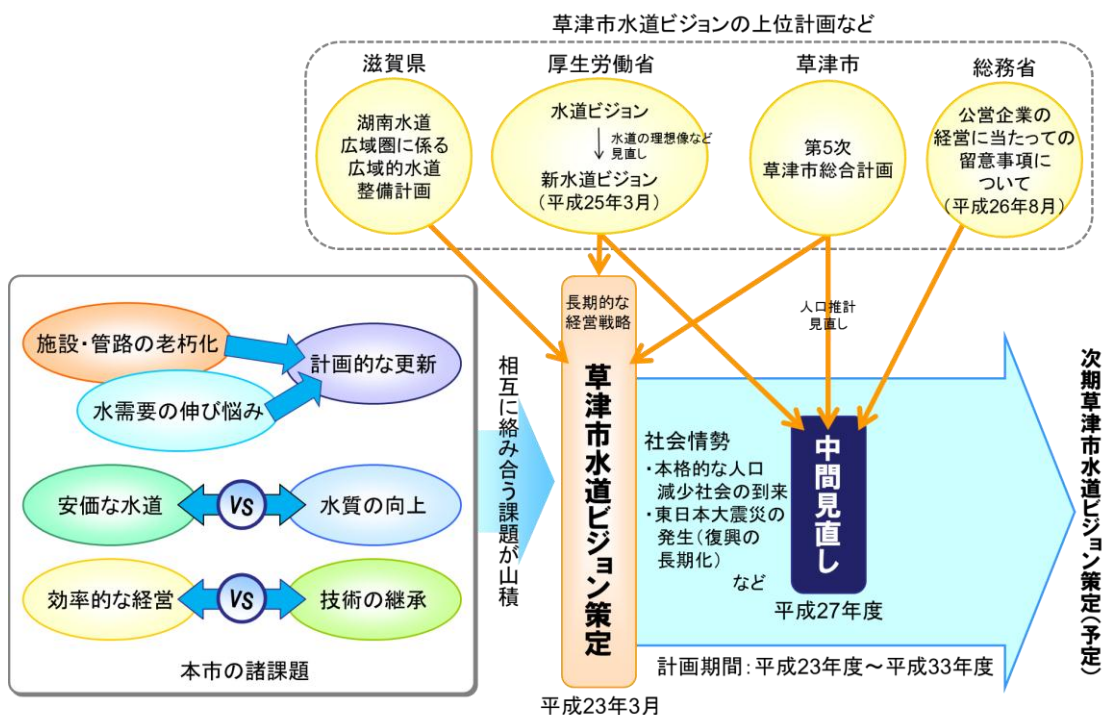 草津市水道ビジョンの上位計画など
滋賀県
湖南水道
広域圏に係る
広域的水道
整備計画
厚生労働省
水道ビジョン
水道の理想像など
見直し
新水道ビジョン
(平成25年3月)
草津市
第5次
草津市総合計画
総務省
公営企業の
経営に当たっての
留意事項に
ついて
(平成26年8月)
施設・管路の老朽化
計画的な更新
水需要の伸び悩み
安価な水道
VS
水質の向上
効率的な経営
VS
技術の継承
本市の諸課題
相互に絡み合う課題が山積
長期的な
経営戦略
草津市水道ビジョン策定
平成23年3月
人口推計
見直し
社会情勢
・本格的な人口
減少社会の到来
・東日本大震災の
発生(復興の
長期化)
など
中間見直し
平成27年度
計画期間:平成23年度~平成33年度
次期草津市水道ビジョン策定(予定)